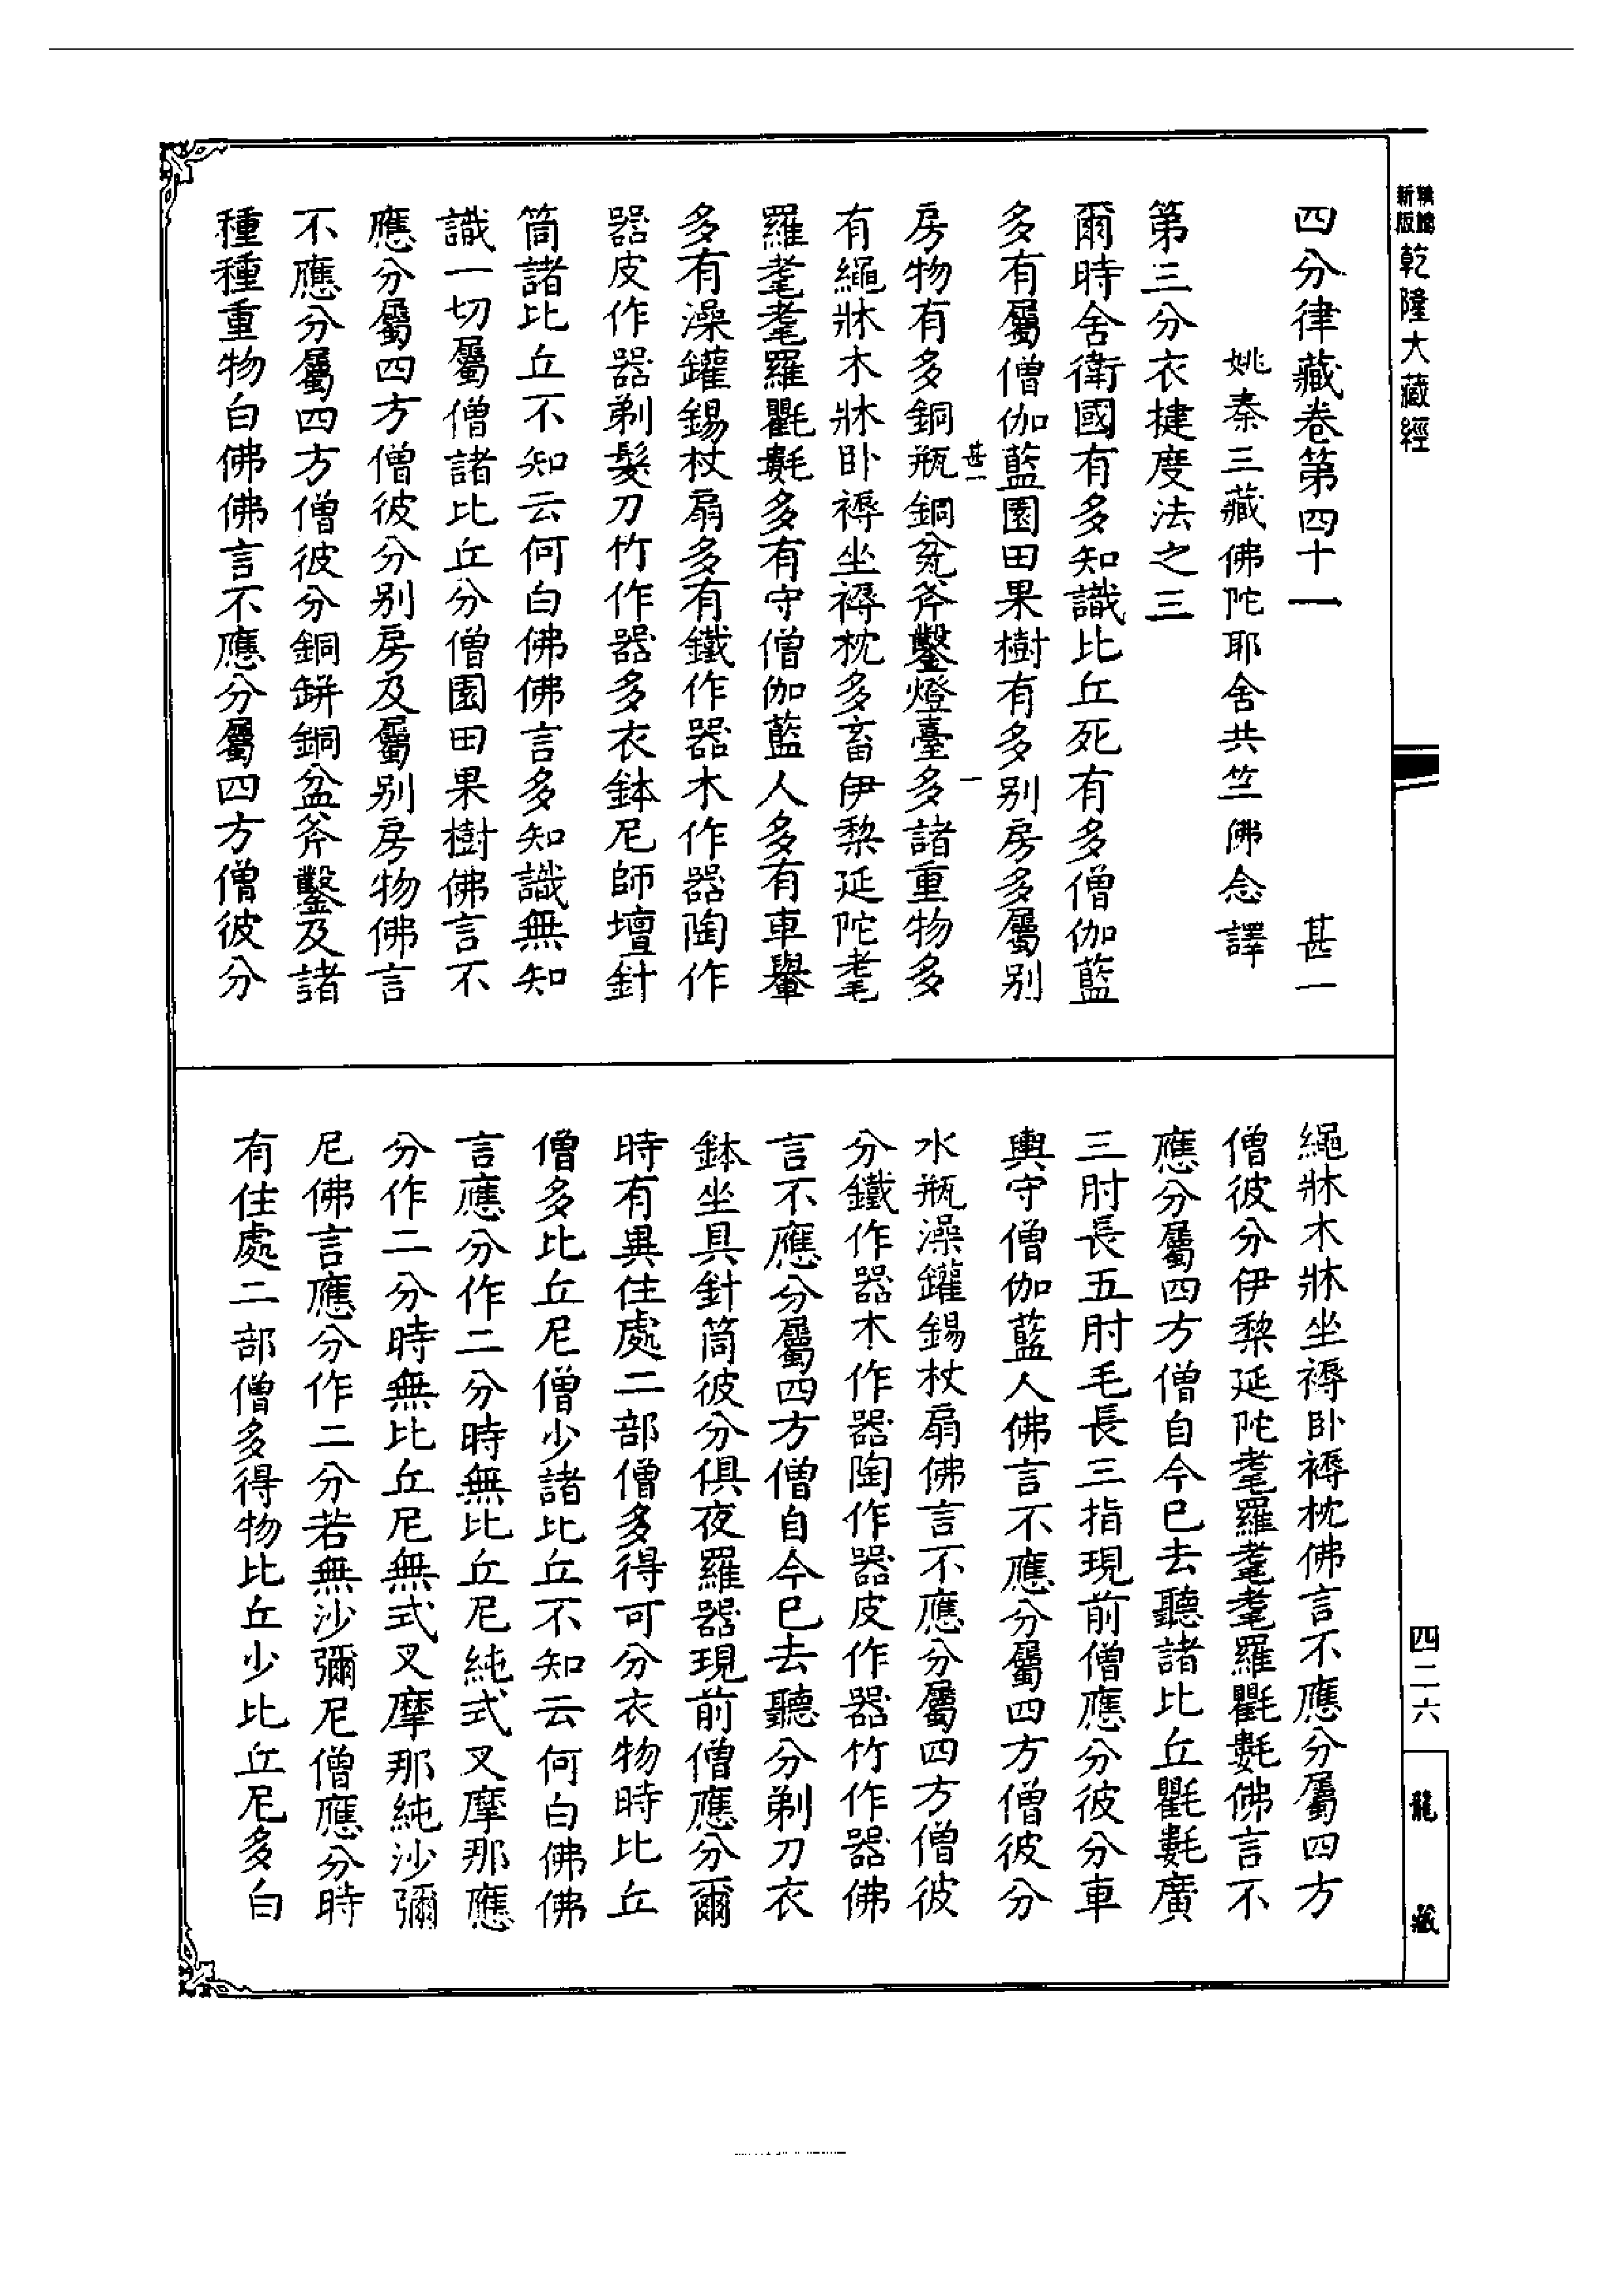 新版
乾隆大藏經
四分律藏卷第四十一 甚一
姚秦三藏佛陀耶舍共竺佛念譯
第三分衣揵度法之三
爾時舍衛國有多知識比丘死有多僧伽藍
多有屬僧伽藍園田果樹有多別房多屬別
房物有多銅瓶銅瓫斧鑿燈臺多諸重物多
甚一 一
有繩牀木牀臥褥坐褥枕多畜伊棃延陀耄
羅耄耄羅氍𣰽多有守僧伽藍人多有車轝
多有澡鑵錫杖扇多有鐵作器木作器陶作
器皮作器剃髮刀竹作器多衣鉢尼師壇針
筒諸比丘不知云何白佛佛言多知識無知
識一切屬僧諸比丘分僧園田果樹佛言不
應分屬四方僧彼分別房及屬別房物佛言
不應分屬四方僧彼分銅缾銅盆斧鑿及諸
種種重物白佛佛言不應分屬四方僧彼分
繩牀木牀坐褥臥褥枕佛言不應分屬四方
僧彼分伊棃延陀耄羅耄耄羅氍𣰽佛言不
應分屬四方僧自今已去聽諸比丘氍𣰽廣
三肘長五肘毛長三指現前僧應分彼分車
輿守僧伽藍人佛言不應分屬四方僧彼分
水瓶澡鑵錫杖扇佛言不應分屬四方僧彼
分鐵作器木作器陶作器皮作器竹作器佛
言不應分屬四方僧自今已去聽分剃刀衣
鉢坐具針筒彼分俱夜羅器現前僧應分爾
時有異住處二部僧多得可分衣物時比丘
僧多比丘尼僧少諸比丘不知云何白佛佛
言應分作二分時無比丘尼純式叉摩那應
分作二分時無比丘尼無式叉摩那純沙彌
尼佛言應分作二分若無沙彌尼僧應分時
有住處二部僧多得物比丘少比丘尼多白
四二六
龍藏